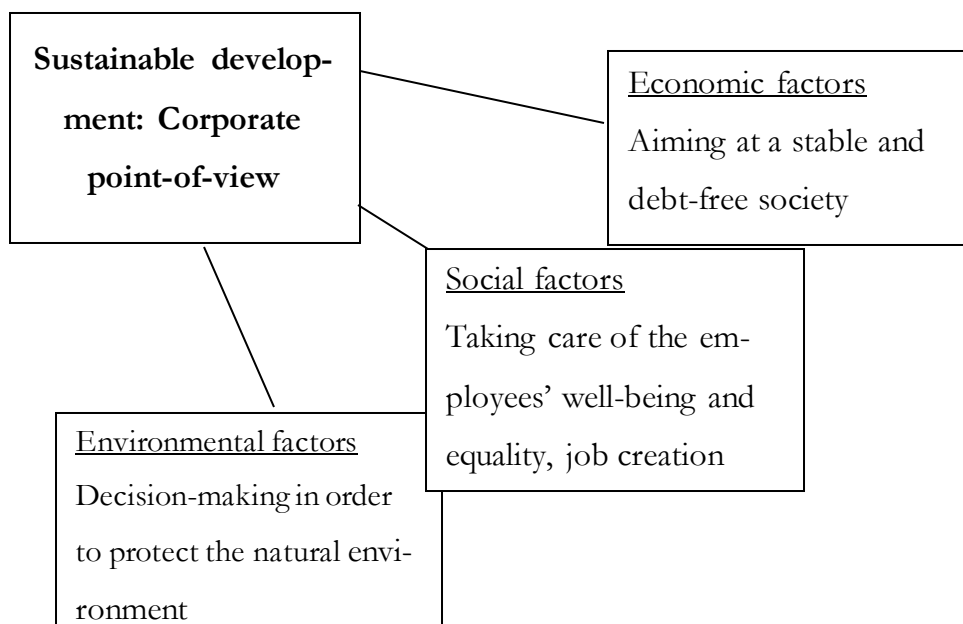 Sustainable develop-
ment: Corporate
point-of-view
Economic factors
Aiming at a stable and
debt-free society
Social factors
Taking care of the em-
ployees’ well-being and
equality, job creation
Environmental factors
Decision-making in order
to protect the natural envi-
ronment